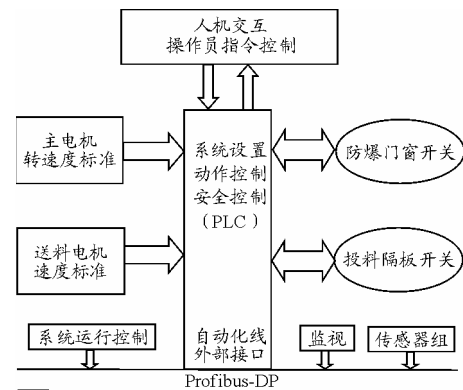 人机交互
操作员指令控制
主电机
转速度标准
系统设置
动作控制
安全控制
（PLC）
防爆门窗开关
送料电机
速度标准
投料隔板开关
系统运行控制
自动化线
外部接口
监视
传感器组
Profibus-DP